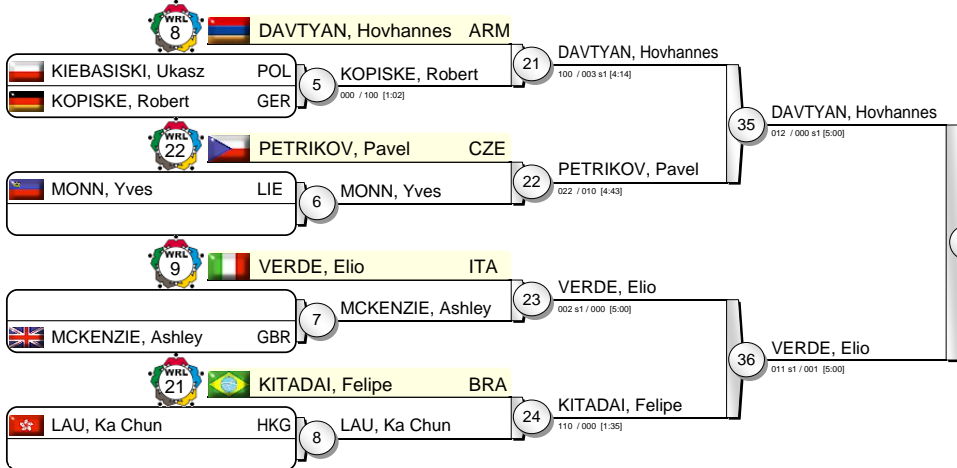 WRL 8 DAVTYAN, Hovhannes ARM
KIEBASISKI, Ukasz POL
KOPISKE, Robert GER
5 KOPISKE, Robert
000 / 100 [1:02]
21 DAVTYAN, Hovhannes
100 / 003 s1 [4:14]
WRL 22 PETRIKOV, Pavel CZE
MONN, Yves LIE
6 MONN, Yves
22 PETRIKOV, Pavel
022 / 010 [4:43]
35 DAVTYAN, Hovhannes
012 / 000 s1 [5:00]
WRL 9 VERDE, Elio ITA
MCKENZIE, Ashley GBR
7 MCKENZIE, Ashley
23 VERDE, Elio
002 s1 / 000 [5:00]
WRL 21 KITADAI, Felipe BRA
LAU, Ka Chun HKG
8 LAU, Ka Chun
24 KITADAI, Felipe
110 / 000 [1:35]
36 VERDE, Elio
011 s1 / 001 [5:00]